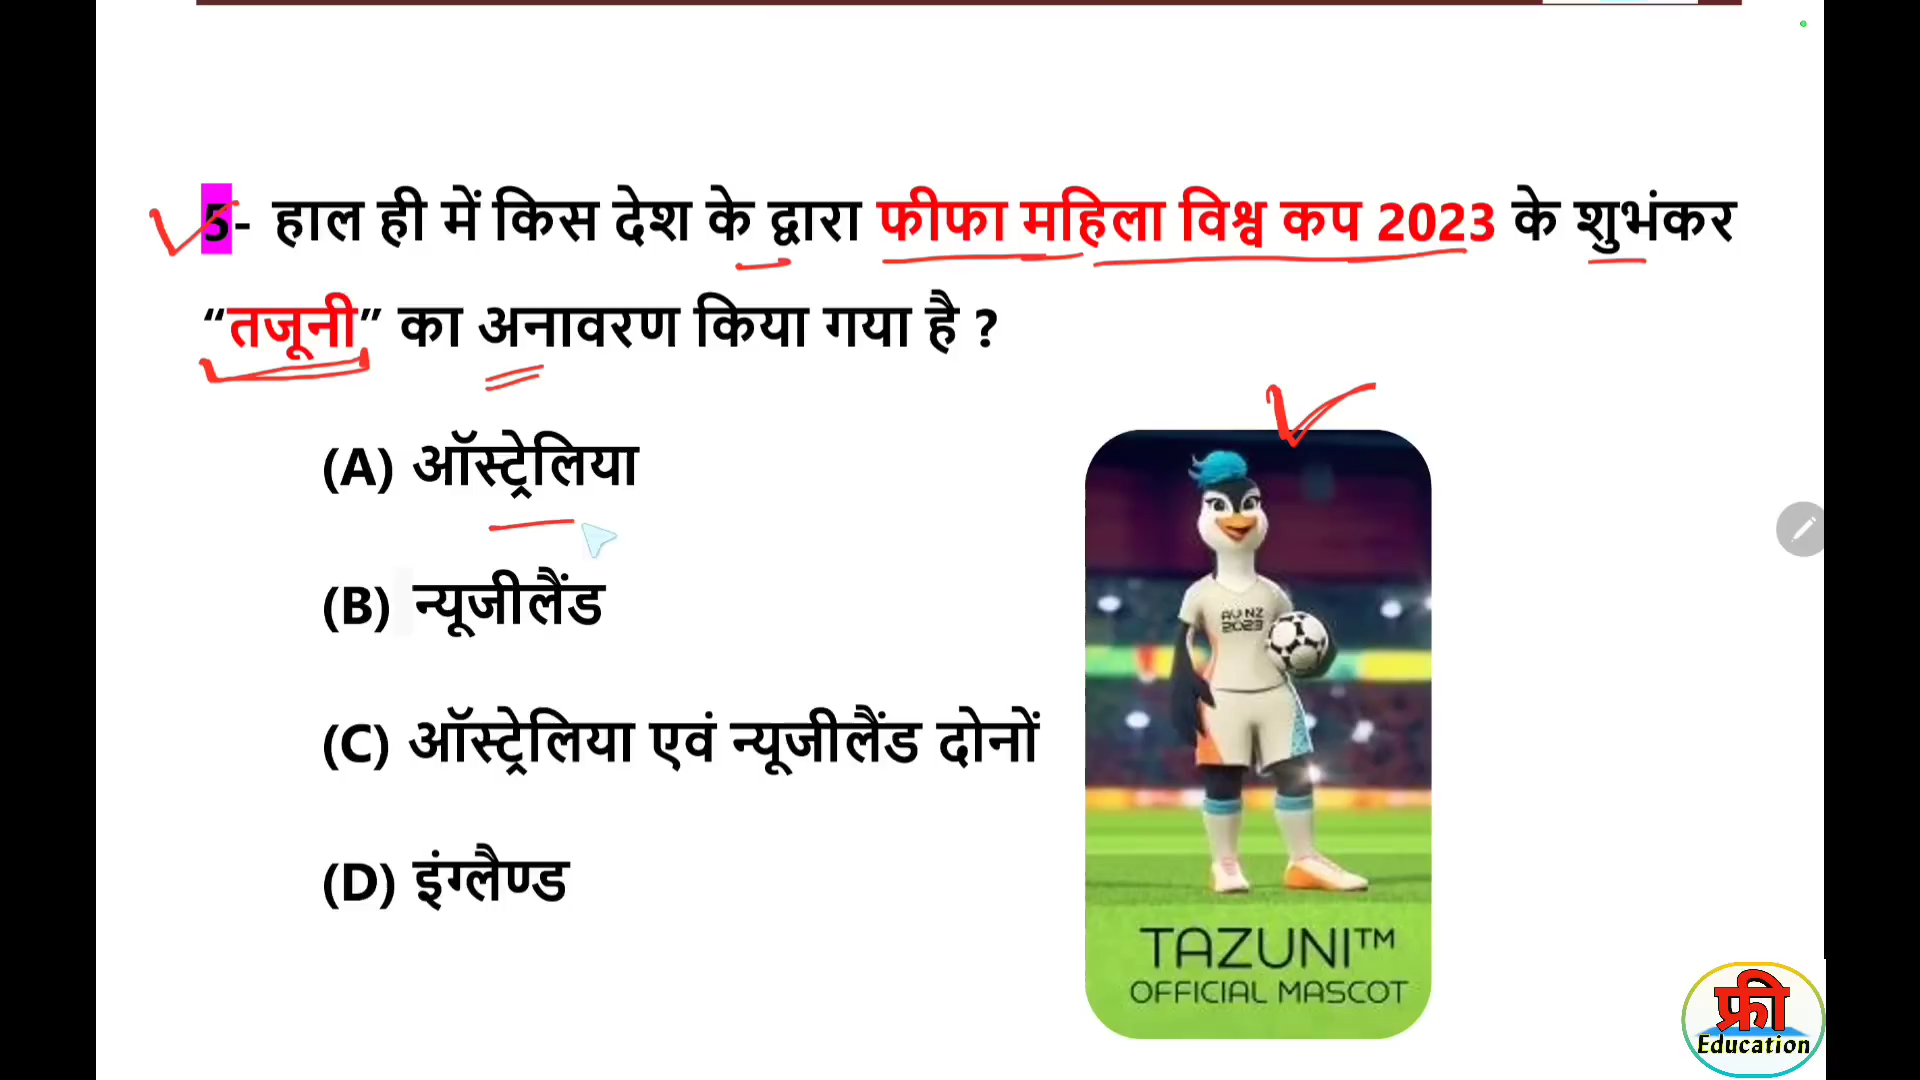 5- हाल ही में किस देश के द्वारा फीफा महिला विश्व कप 2023 के शुभंकर
“तजूनी” का अनावरण किया गया है ?
(A) ऑस्ट्रेलिया
(B) न्यूजीलैंड
(C) ऑस्ट्रेलिया एवं न्यूजीलैंड दोनों
(D) इंग्लैण्ड
AU NZ
2023
TAZUNI™
OFFICIAL MASCOT
फ्री
Education